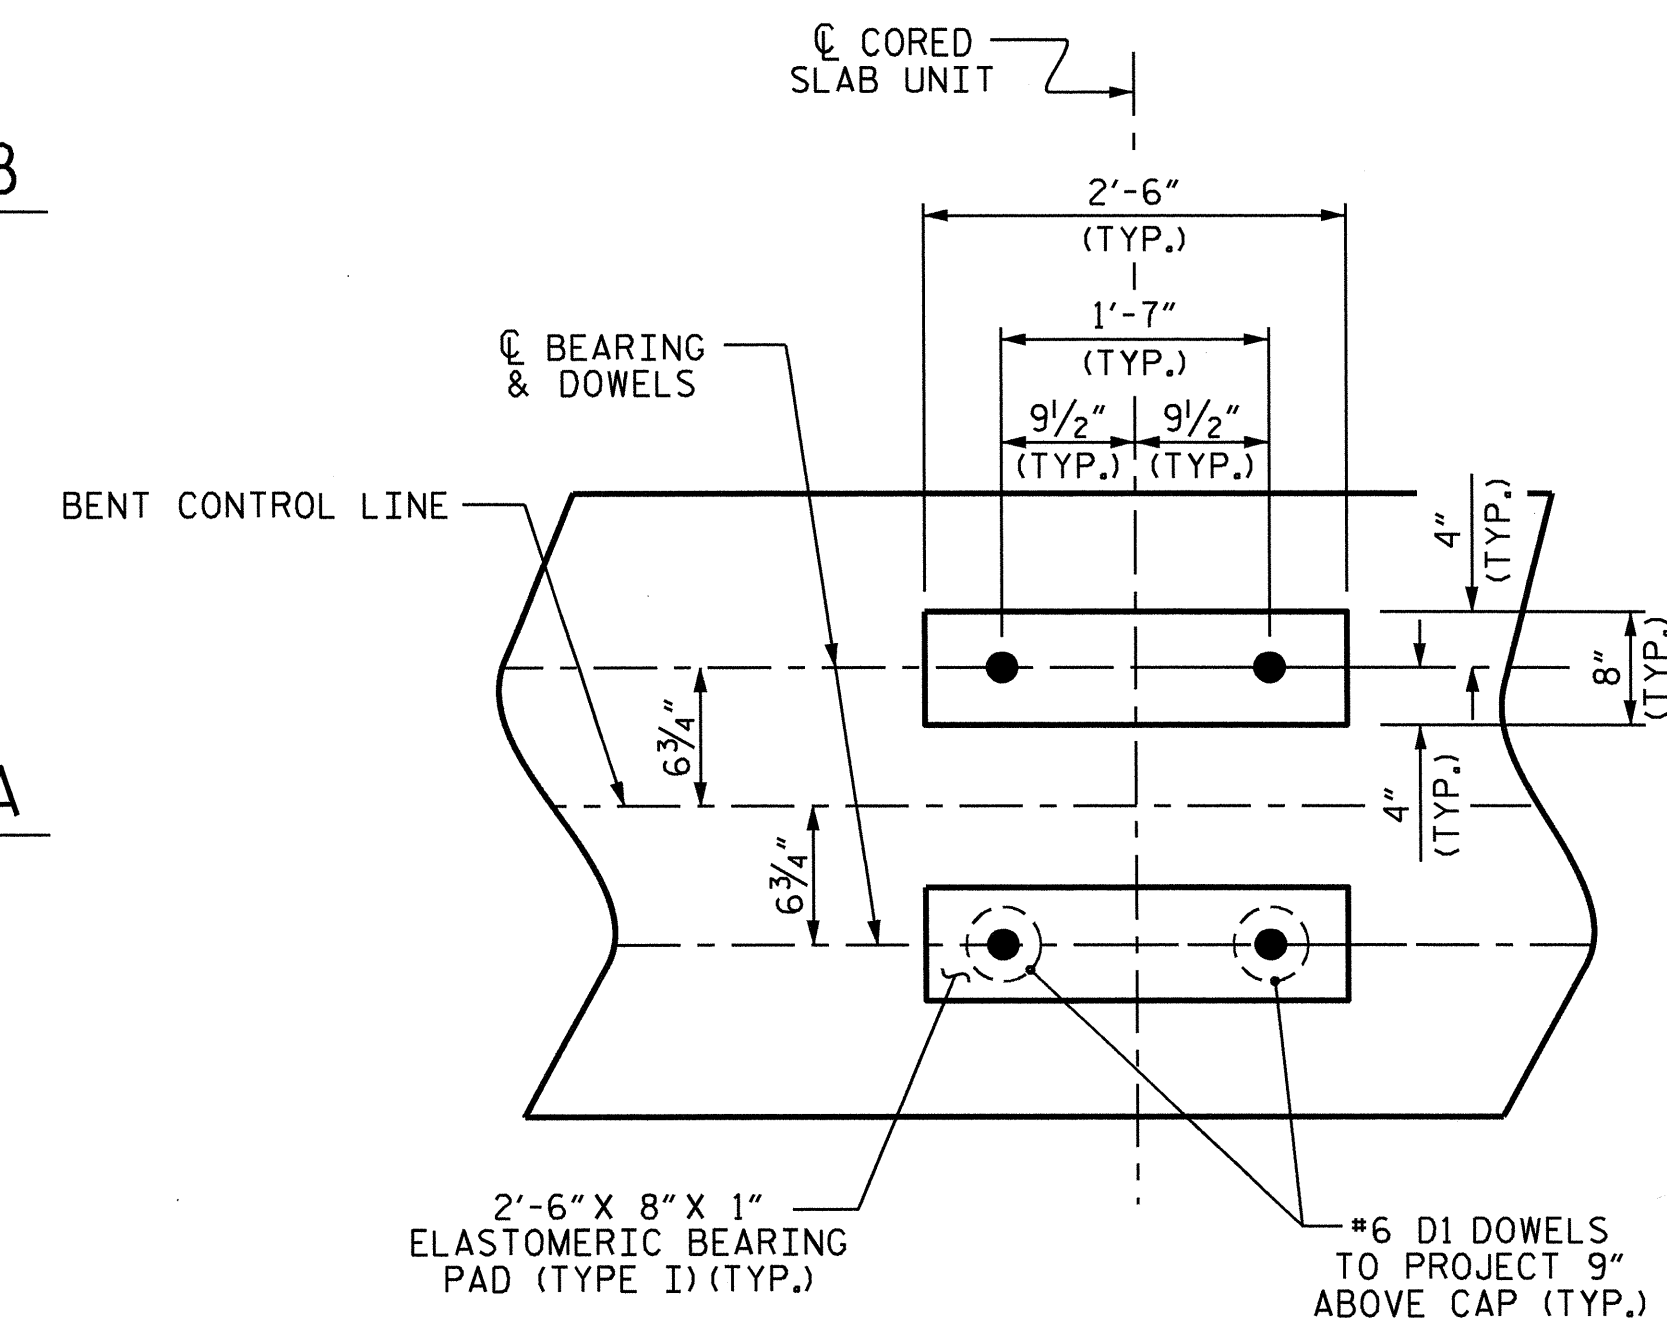 ℄ CORED
SLAB UNIT
B
2'-6"
(TYP.)
1'-7"
(TYP.)
℄ BEARING
& DOWELS
9½" 9½"
(TYP.) (TYP.)
BENT CONTROL LINE
4"
(TYP.)
8"
(TYP.)
6¾"
A
4"
(TYP.)
6¾"
2'-6" X 8" X 1"
ELASTOMERIC BEARING
PAD (TYPE I) (TYP.)
#6 D1 DOWELS
TO PROJECT 9"
ABOVE CAP (TYP.)